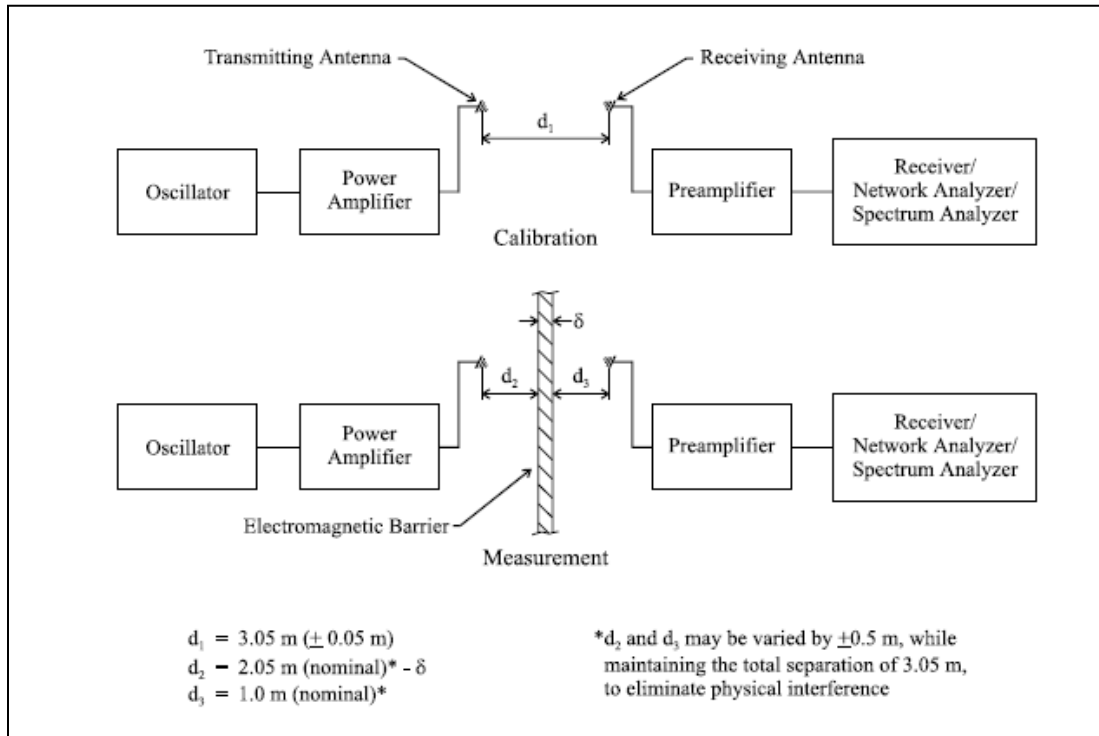 Transmitting Antenna
Receiving Antenna
d₁
Oscillator
Power
Amplifier
Preamplifier
Receiver/
Network Analyzer/
Spectrum Analyzer
Calibration
δ
d₂
d₃
Oscillator
Power
Amplifier
Preamplifier
Receiver/
Network Analyzer/
Spectrum Analyzer
Electromagnetic Barrier
Measurement
d₁ = 3.05 m (± 0.05 m)
d₂ = 2.05 m (nominal)* - δ
d₃ = 1.0 m (nominal)*
*d₂ and d₃ may be varied by ±0.5 m, while
maintaining the total separation of 3.05 m,
to eliminate physical interference